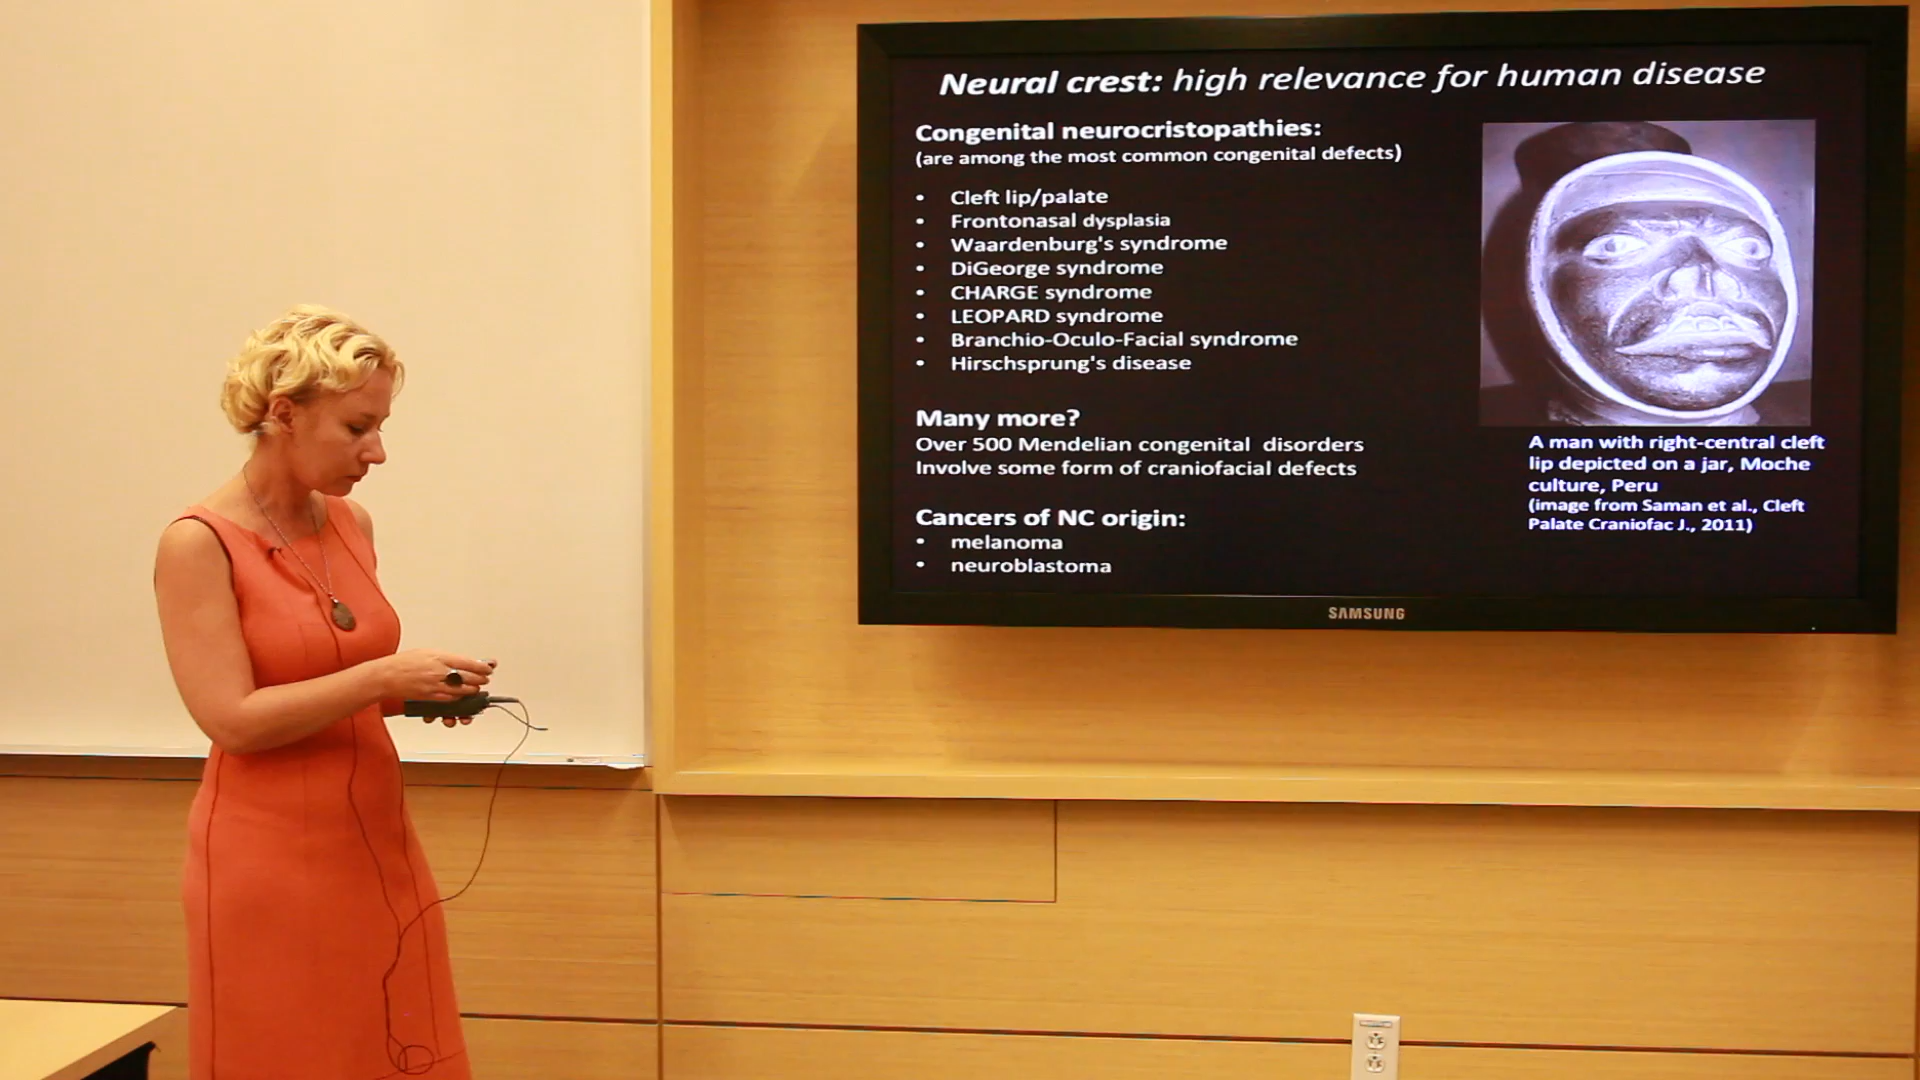 Neural crest: high relevance for human disease
Congenital neurocristopathies:
(are among the most common congenital defects)
• Cleft lip/palate
• Frontonasal dysplasia
• Waardenburg's syndrome
• DiGeorge syndrome
• CHARGE syndrome
• LEOPARD syndrome
• Branchio-Oculo-Facial syndrome
• Hirschsprung's disease
Many more?
Over 500 Mendelian congenital disorders
Involve some form of craniofacial defects
Cancers of NC origin:
• melanoma
• neuroblastoma
A man with right-central cleft
lip depicted on a jar, Moche
culture, Peru
(image from Saman et al., Cleft
Palate Craniofac J., 2011)
SAMSUNG